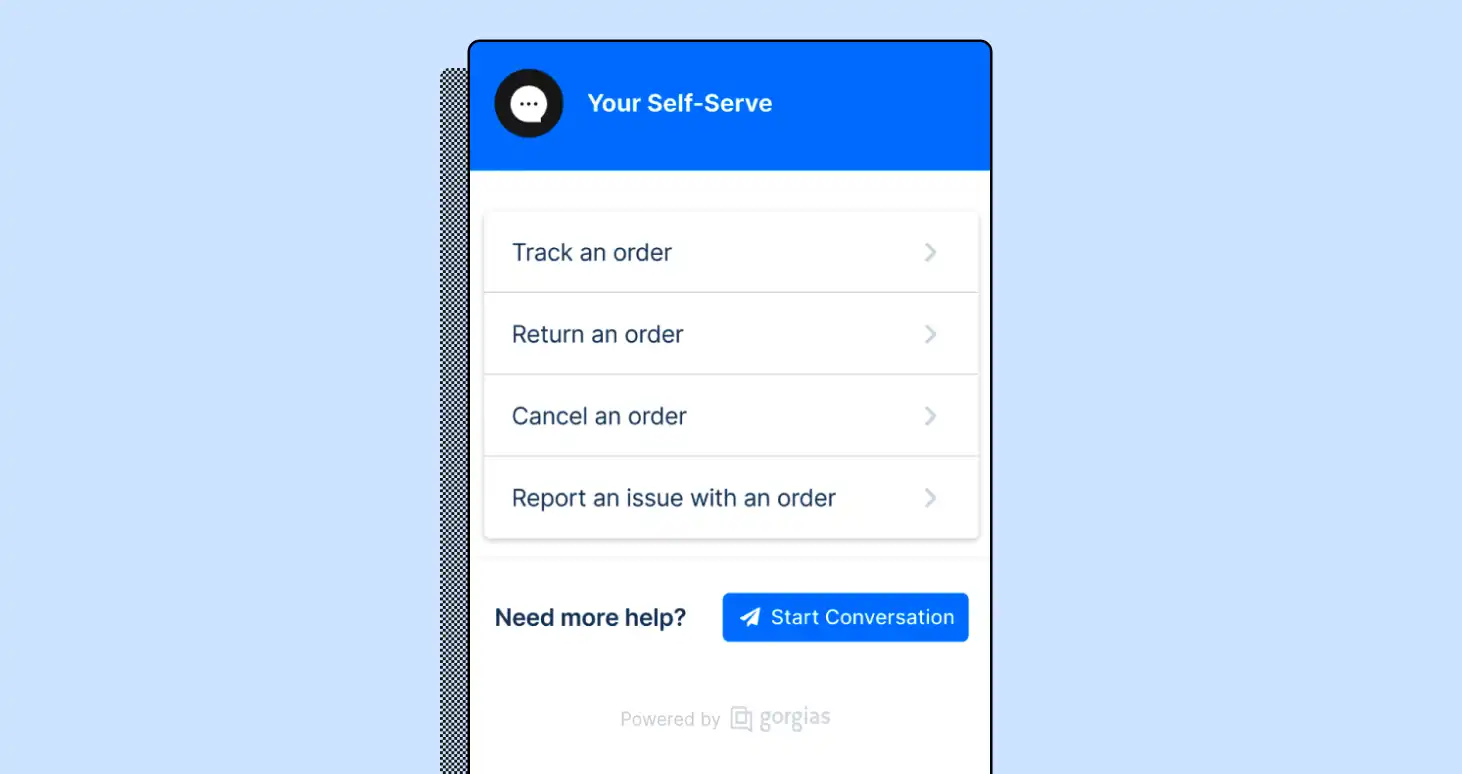 Your Self-Serve
Track an order
Return an order
Cancel an order
Report an issue with an order
Need more help? Start Conversation
Powered by gorgias